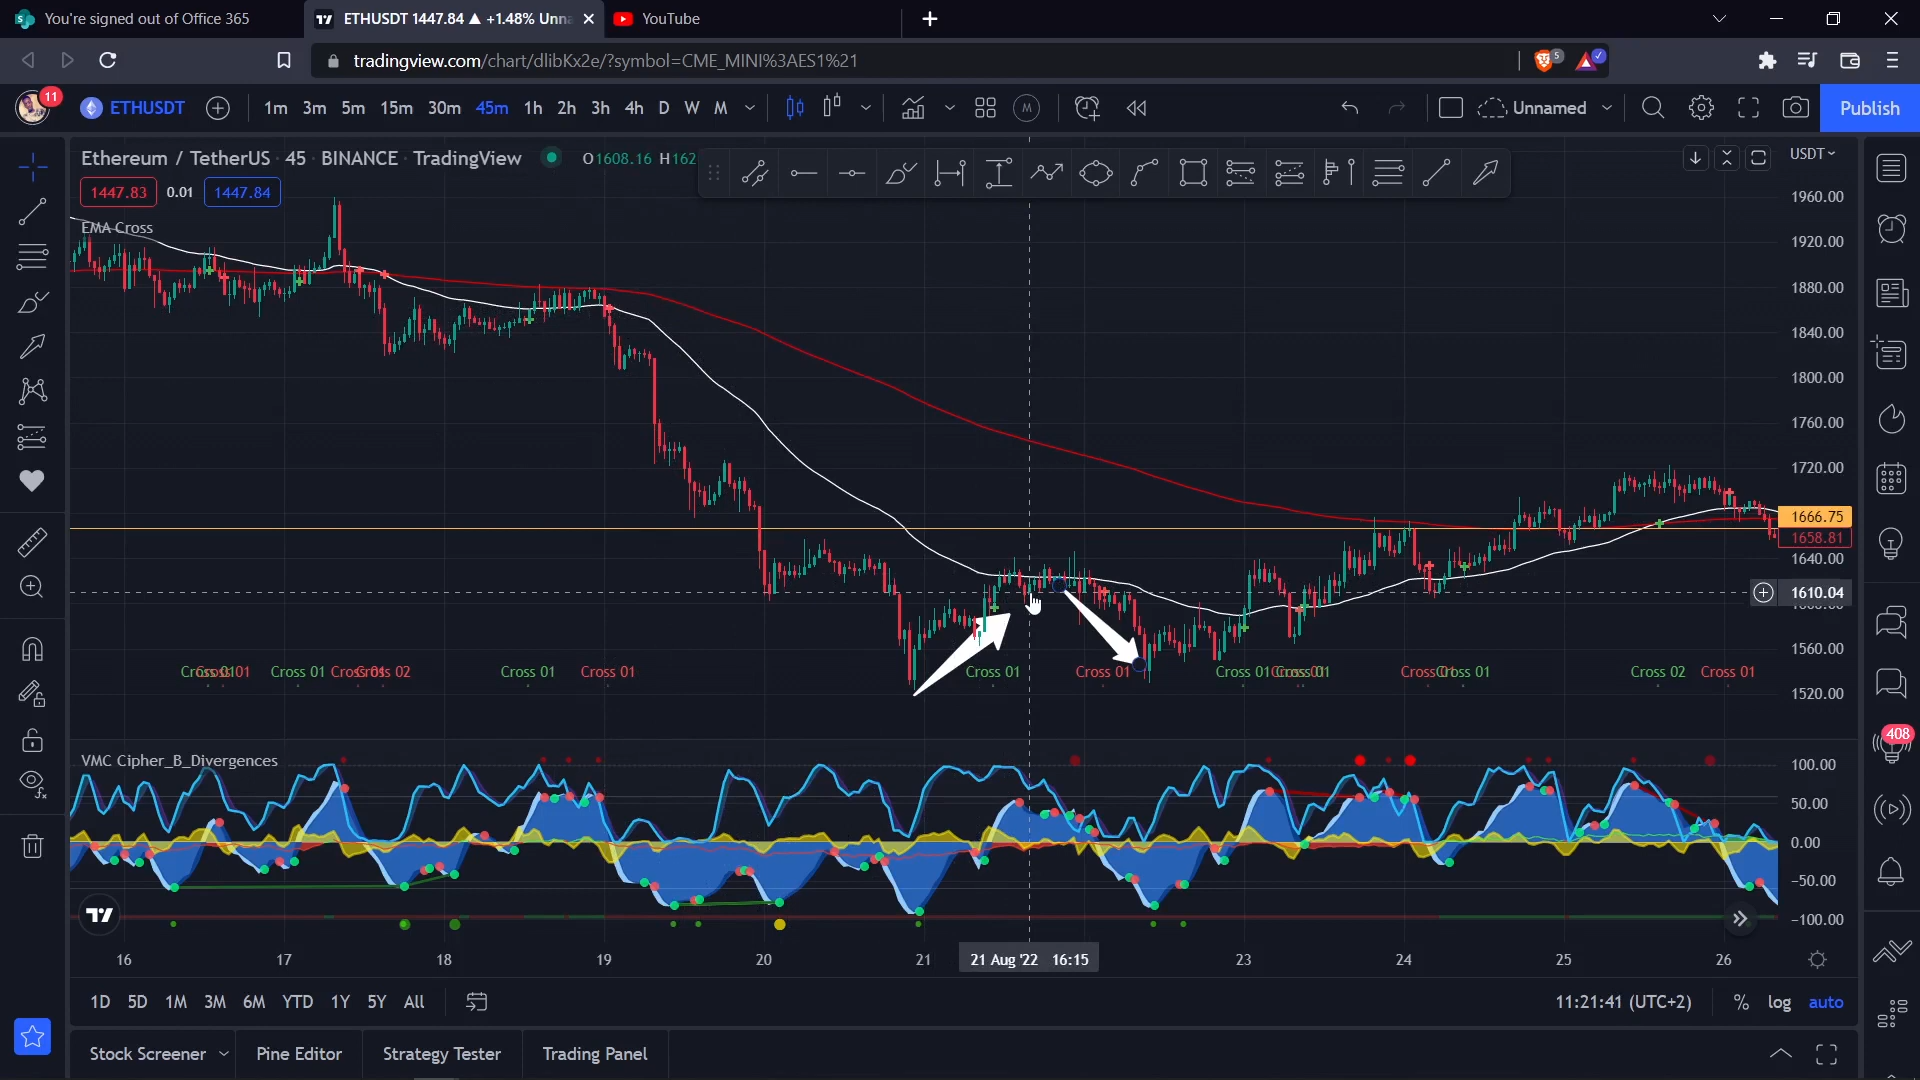 You're signed out of Office 365
ETHUSDT 1447.84 ▲ +1.48% Unna
YouTube
tradingview.com/chart/dlibKx2e/?symbol=CME_MINI%3AES1%21
5
11
ETHUSDT
1m 3m 5m 15m 30m 45m 1h 2h 3h 4h D W M
M
Unnamed
Publish
Ethereum / TetherUS · 45 · BINANCE · TradingView
O1608.16 H162
USDT
1447.83 0.01 1447.84
EMA Cross
1960.00
1920.00
1880.00
1840.00
1800.00
1760.00
1720.00
1666.75
1658.81
1640.00
1610.04
1560.00
1520.00
Cross 01 Cross 01 Cross 02 Cross 01 Cross 01 Cross 01 Cross 01 Cross 01 Cross 01 Cross 01 Cross 02 Cross 01
VMC Cipher_B_Divergences
408
100.00
50.00
0.00
−50.00
−100.00
16 17 18 19 20 21 21 Aug '22 16:15 23 24 25 26
1D 5D 1M 3M 6M YTD 1Y 5Y All
11:21:41 (UTC+2) % log auto
Stock Screener Pine Editor Strategy Tester Trading Panel